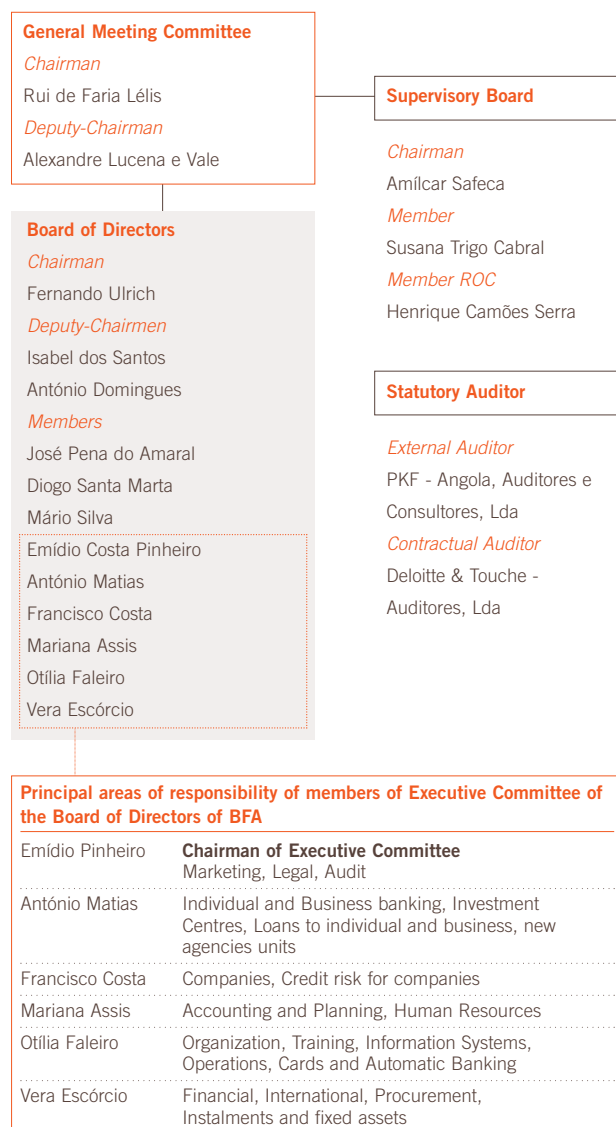 General Meeting Committee
Chairman
Rui de Faria Lélis
Deputy-Chairman
Alexandre Lucena e Vale
Supervisory Board
Chairman
Amílcar Safeca
Member
Susana Trigo Cabral
Member ROC
Henrique Camões Serra
Board of Directors
Chairman
Fernando Ulrich
Deputy-Chairmen
Isabel dos Santos
António Domingues
Members
José Pena do Amaral
Diogo Santa Marta
Mário Silva
Emídio Costa Pinheiro
António Matias
Francisco Costa
Mariana Assis
Otília Faleiro
Vera Escórcio
Statutory Auditor
External Auditor
PKF - Angola, Auditores e
Consultores, Lda
Contractual Auditor
Deloitte & Touche -
Auditores, Lda
Principal areas of responsibility of members of Executive Committee of
the Board of Directors of BFA
Emídio Pinheiro Chairman of Executive Committee
Marketing, Legal, Audit
António Matias Individual and Business banking, Investment
Centres, Loans to individual and business, new
agencies units
Francisco Costa Companies, Credit risk for companies
Mariana Assis Accounting and Planning, Human Resources
Otília Faleiro Organization, Training, Information Systems,
Operations, Cards and Automatic Banking
Vera Escórcio Financial, International, Procurement,
Instalments and fixed assets